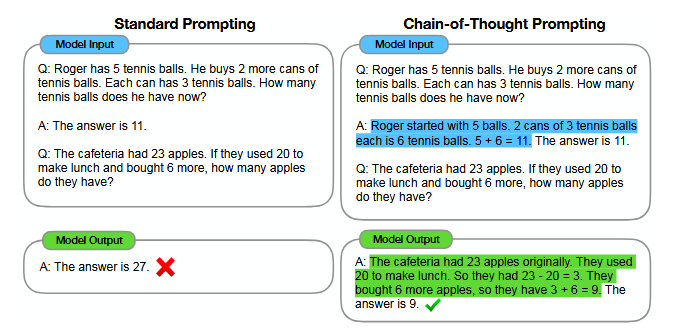 Standard Prompting
Model Input
Q: Roger has 5 tennis balls. He buys 2 more cans of
tennis balls. Each can has 3 tennis balls. How many
tennis balls does he have now?
A: The answer is 11.
Q: The cafeteria had 23 apples. If they used 20 to
make lunch and bought 6 more, how many apples
do they have?
Model Output
A: The answer is 27.
Chain-of-Thought Prompting
Model Input
Q: Roger has 5 tennis balls. He buys 2 more cans of
tennis balls. Each can has 3 tennis balls. How many
tennis balls does he have now?
A: Roger started with 5 balls. 2 cans of 3 tennis balls
each is 6 tennis balls. 5 + 6 = 11. The answer is 11.
Q: The cafeteria had 23 apples. If they used 20 to
make lunch and bought 6 more, how many apples
do they have?
Model Output
A: The cafeteria had 23 apples originally. They used
20 to make lunch. So they had 23 - 20 = 3. They
bought 6 more apples, so they have 3 + 6 = 9. The
answer is 9.